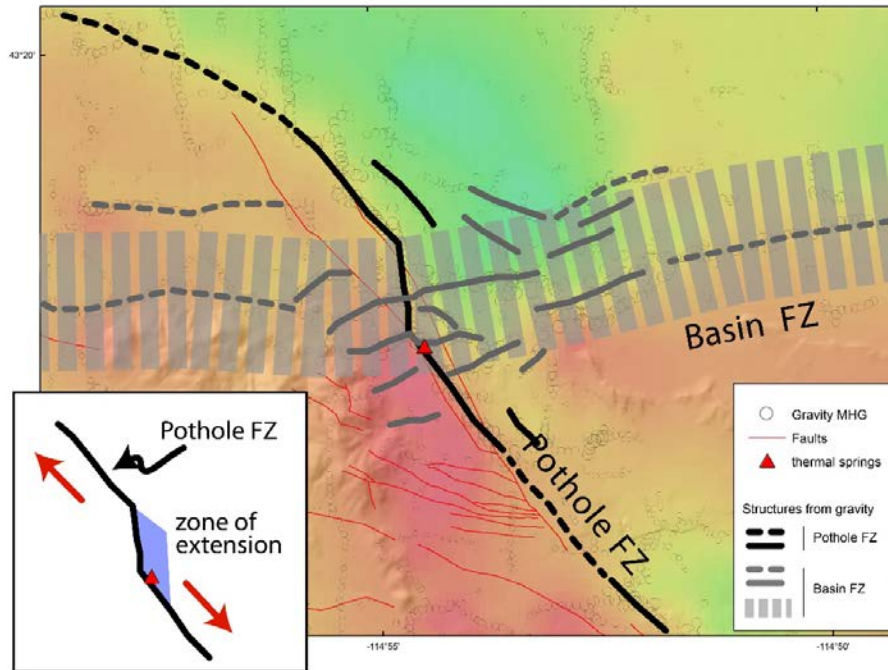 43°20'
Basin FZ
Pothole FZ
Pothole FZ
zone of
extension
Gravity MHG
Faults
thermal springs
Structures from gravity
Pothole FZ
Basin FZ
-114°55'
-114°50'